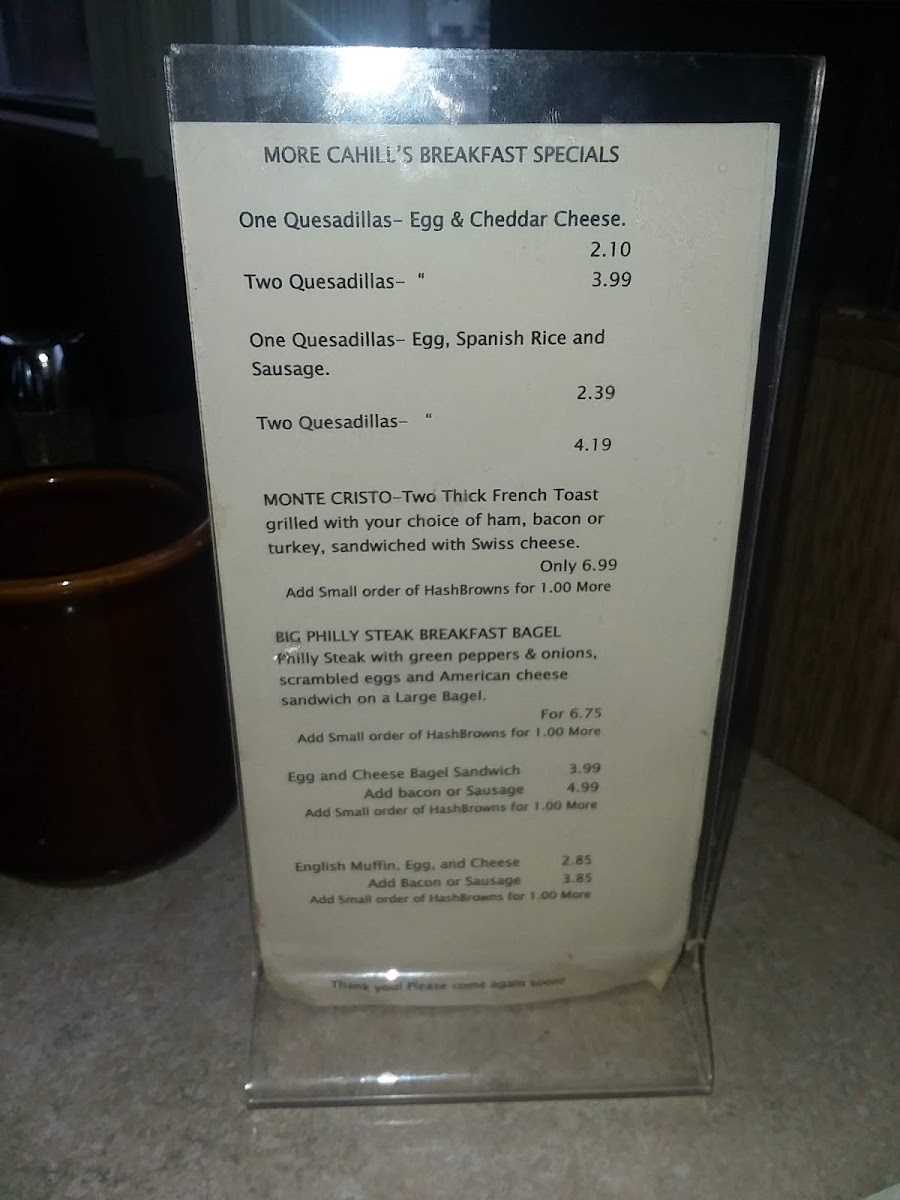 MORE CAHILL'S BREAKFAST SPECIALS
One Quesadillas- Egg & Cheddar Cheese.
2.10
Two Quesadillas- " 3.99
One Quesadillas- Egg, Spanish Rice and
Sausage.
2.39
Two Quesadillas- "
4.19
MONTE CRISTO-Two Thick French Toast
grilled with your choice of ham, bacon or
turkey, sandwiched with Swiss cheese.
Only 6.99
Add Small order of HashBrowns for 1.00 More
BIG PHILLY STEAK BREAKFAST BAGEL
Philly Steak with green peppers & onions,
scrambled eggs and American cheese
sandwich on a Large Bagel.
For 6.75
Add Small order of HashBrowns for 1.00 More
Egg and Cheese Bagel Sandwich 3.99
Add bacon or Sausage 4.99
Add Small order of HashBrowns for 1.00 More
English Muffin, Egg, and Cheese 2.85
Add Bacon or Sausage 3.85
Add Small order of HashBrowns for 1.00 More
Thank you! Please come again soon!